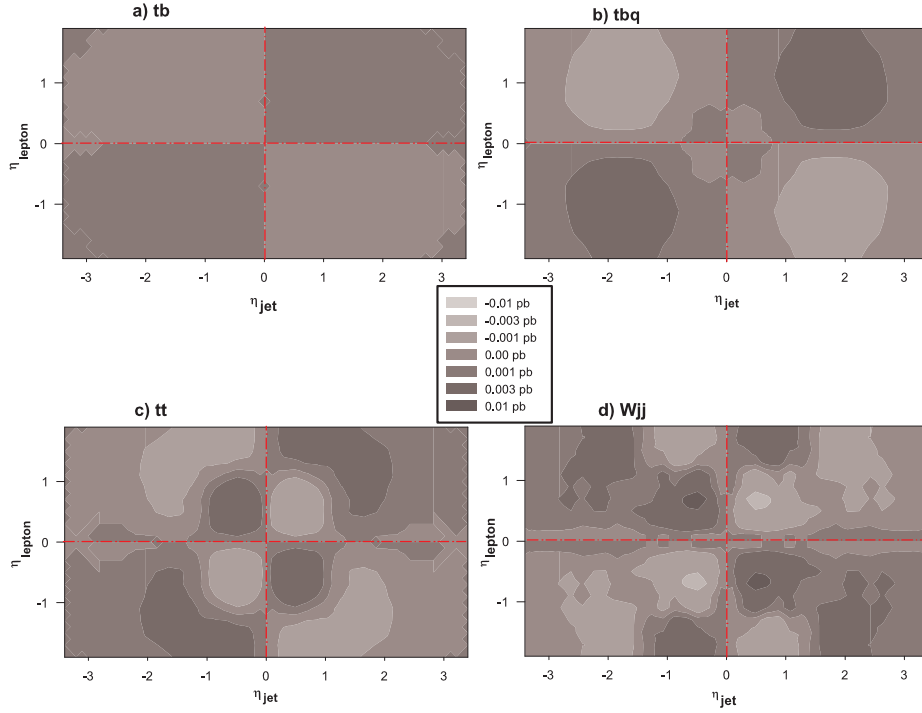 a) tb
b) tbq
1
0
-1
η lepton
-3
-2
-1
0
1
2
3
η jet
1
0
-1
η lepton
-3
-2
-1
0
1
2
3
η jet
-0.01 pb
-0.003 pb
-0.001 pb
0.00 pb
0.001 pb
0.003 pb
0.01 pb
c) tt
d) Wjj
1
0
-1
η lepton
-3
-2
-1
0
1
2
3
η jet
1
0
-1
η lepton
-3
-2
-1
0
1
2
3
η jet